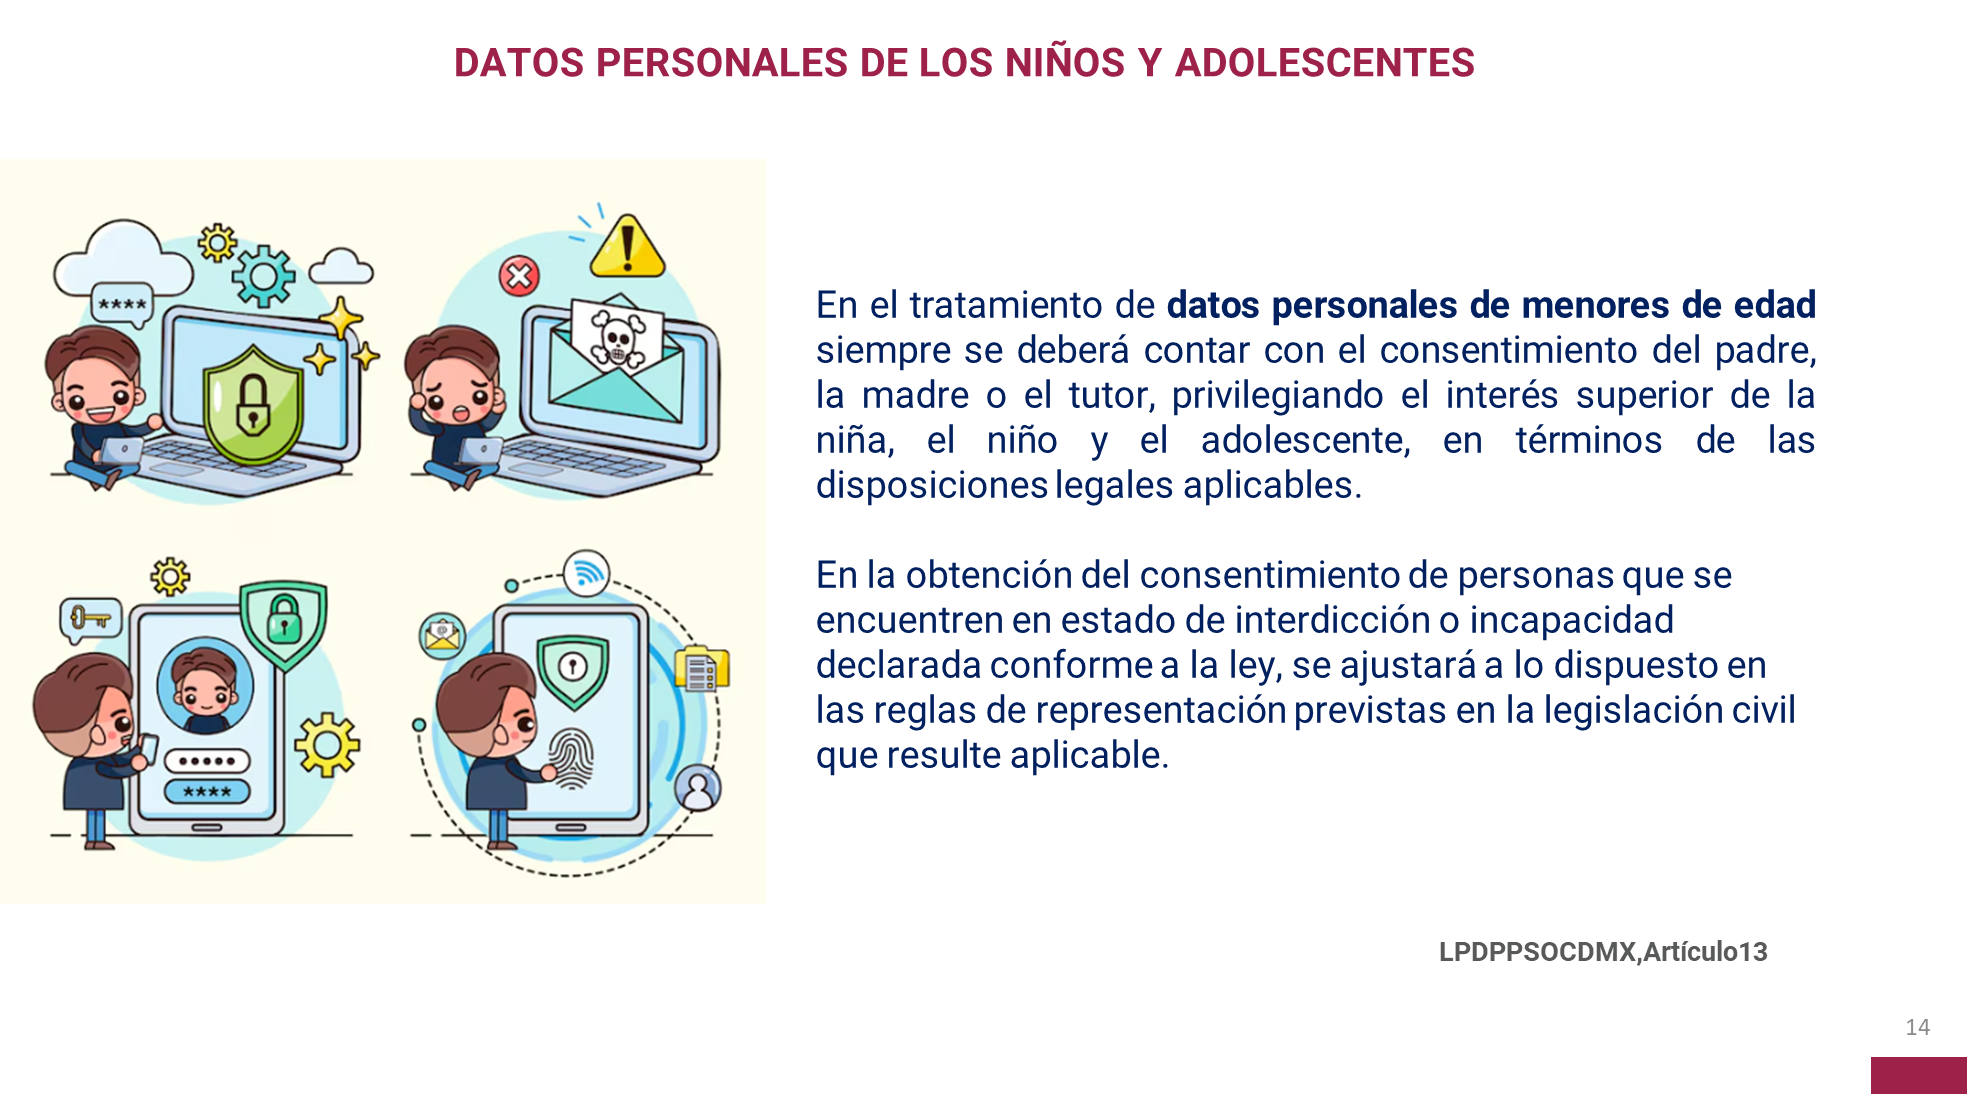 DATOS PERSONALES DE LOS NIÑOS Y ADOLESCENTES
****
@
•••••
****
En el tratamiento de datos personales de menores de edad
siempre se deberá contar con el consentimiento del padre,
la madre o el tutor, privilegiando el interés superior de la
niña, el niño y el adolescente, en términos de las
disposiciones legales aplicables.
En la obtención del consentimiento de personas que se
encuentren en estado de interdicción o incapacidad
declarada conforme a la ley, se ajustará a lo dispuesto en
las reglas de representación previstas en la legislación civil
que resulte aplicable.
LPDPPSOCDMX,Artículo13
14